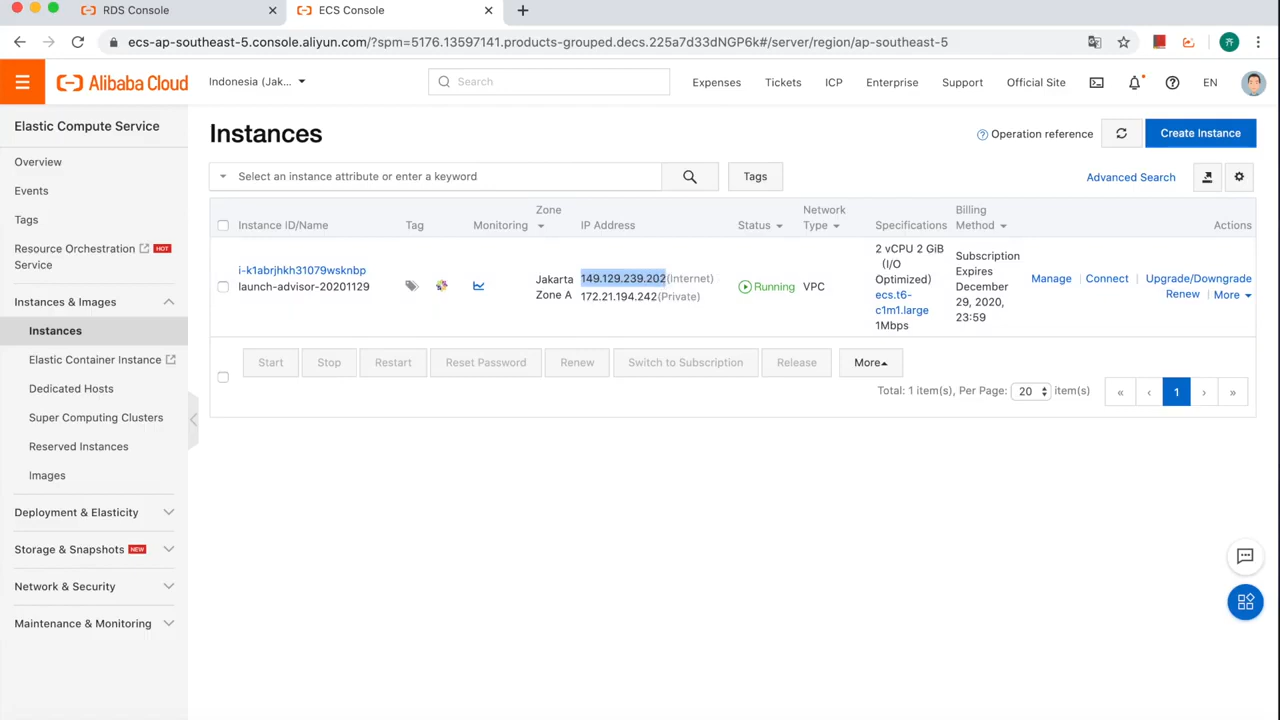 RDS Console
ECS Console
ecs-ap-southeast-5.console.aliyun.com/?spm=5176.13597141.products-grouped.decs.225a7d33dNGP6k#/server/region/ap-southeast-5
齐
Alibaba Cloud
Indonesia (Jak...
Search
Expenses
Tickets
ICP
Enterprise
Support
Official Site
EN
Elastic Compute Service
Overview
Events
Tags
Resource Orchestration HOT
Service
Instances & Images
Instances
Elastic Container Instance
Dedicated Hosts
Super Computing Clusters
Reserved Instances
Images
Deployment & Elasticity
Storage & Snapshots NEW
Network & Security
Maintenance & Monitoring
Instances
Operation reference
Create Instance
Select an instance attribute or enter a keyword
Tags
Advanced Search
Instance ID/Name
Tag
Monitoring
Zone
IP Address
Status
Network
Type
Specifications
Billing
Method
Actions
i-k1abrjhkh31079wsknbp
launch-advisor-20201129
Jakarta
Zone A
149.129.239.202(Internet)
172.21.194.242(Private)
Running
VPC
2 vCPU 2 GiB
(I/O
Optimized)
ecs.t6-
c1m1.large
1Mbps
Subscription
Expires
December
29, 2020,
23:59
Manage | Connect | Upgrade/Downgrade
Renew | More
Start
Stop
Restart
Reset Password
Renew
Switch to Subscription
Release
More
Total: 1 item(s), Per Page: 20 item(s)
« ‹ 1 › »